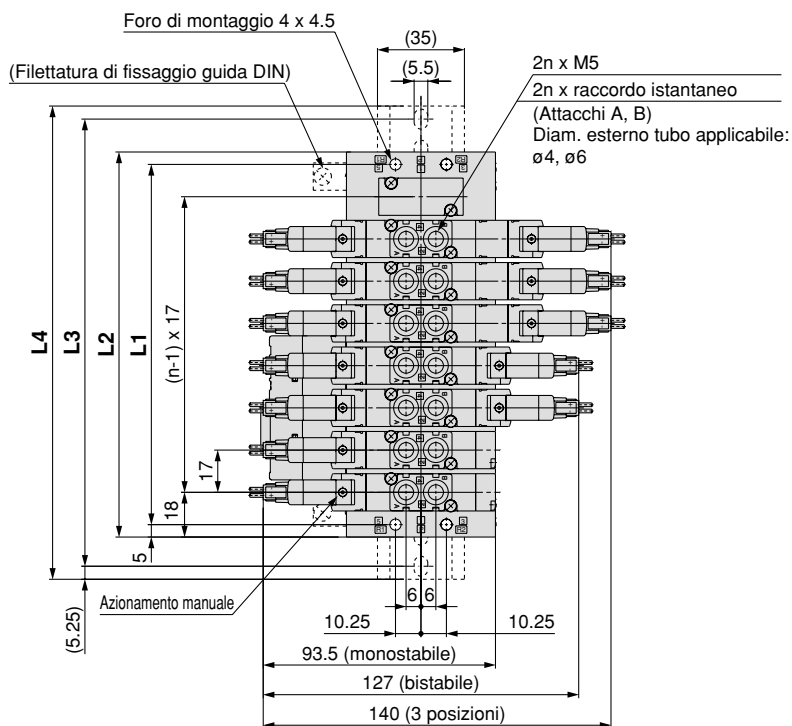 Foro di montaggio 4 x 4.5
(35)
(5.5)
2n x M5
(Filettatura di fissaggio guida DIN)
2n x raccordo istantaneo
(Attacchi A, B)
Diam. esterno tubo applicabile:
ø4, ø6
L4
L3
L2
L1
(n-1) x 17
17
18
5
(5.25)
Azionamento manuale
6
6
10.25
10.25
93.5 (monostabile)
127 (bistabile)
140 (3 posizioni)